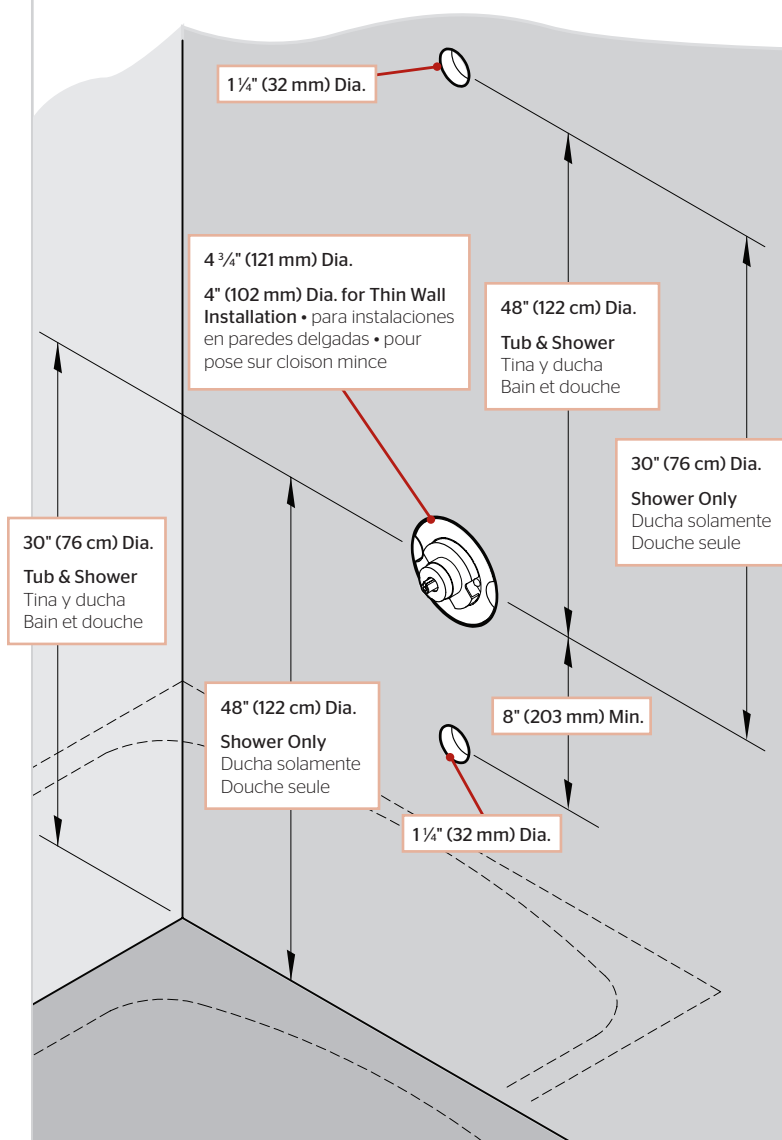 1 ¼" (32 mm) Dia.
4 ¾" (121 mm) Dia.
4" (102 mm) Dia. for Thin Wall
Installation • para instalaciones
en paredes delgadas • pour
pose sur cloison mince
48" (122 cm) Dia.
Tub & Shower
Tina y ducha
Bain et douche
30" (76 cm) Dia.
Shower Only
Ducha solamente
Douche seule
30" (76 cm) Dia.
Tub & Shower
Tina y ducha
Bain et douche
48" (122 cm) Dia.
Shower Only
Ducha solamente
Douche seule
8" (203 mm) Min.
1 ¼" (32 mm) Dia.